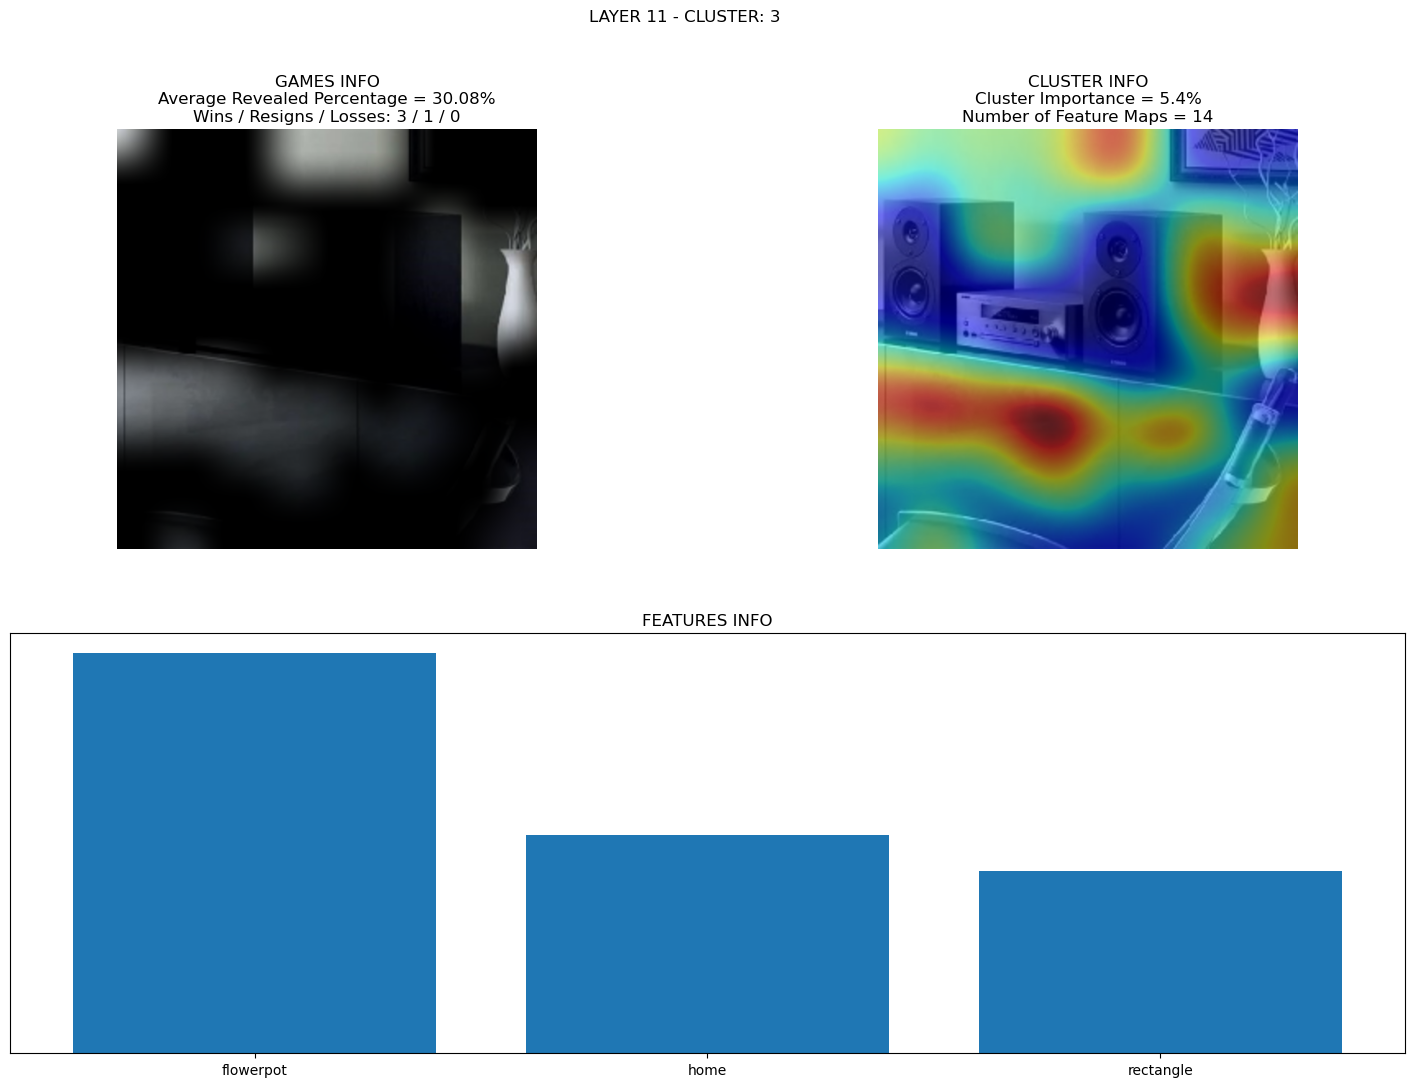 LAYER 11 - CLUSTER: 3
GAMES INFO
Average Revealed Percentage = 30.08%
Wins / Resigns / Losses: 3 / 1 / 0
CLUSTER INFO
Cluster Importance = 5.4%
Number of Feature Maps = 14
FEATURES INFO
flowerpot
home
rectangle